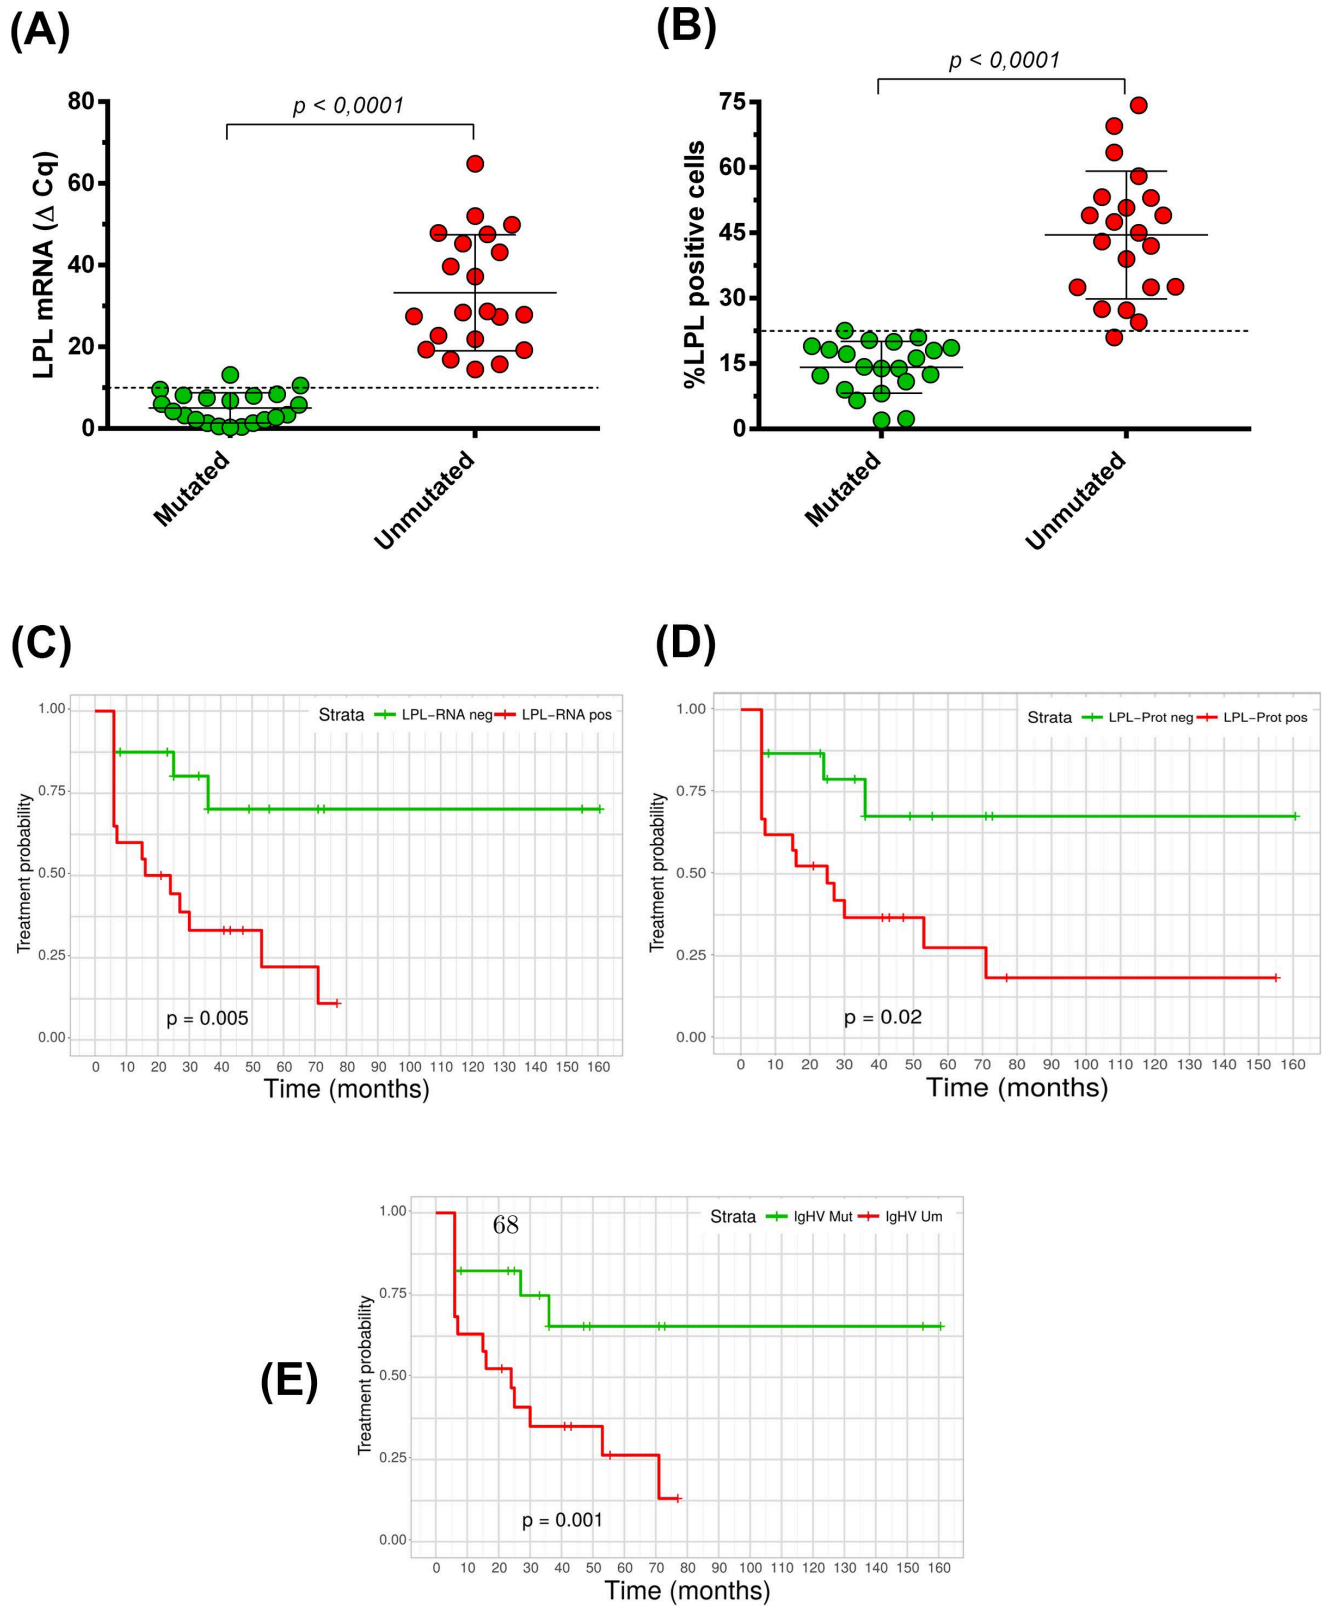 (A)
p < 0,0001
LPL mRNA (Δ Cq)
80
60
40
20
0
Mutated
Unmutated
(B)
p < 0,0001
%LPL positive cells
75
60
45
30
15
0
Mutated
Unmutated
(C)
Strata LPL−RNA neg LPL−RNA pos
Treatment probability
1.00
0.75
0.50
0.25
0.00
p = 0.005
0 10 20 30 40 50 60 70 80 90 100 110 120 130 140 150 160
Time (months)
(D)
Strata LPL−Prot neg LPL−Prot pos
Treatment probability
1.00
0.75
0.50
0.25
0.00
p = 0.02
0 10 20 30 40 50 60 70 80 90 100 110 120 130 140 150 160
Time (months)
(E)
Strata IgHV Mut IgHV Um
68
Treatment probability
1.00
0.75
0.50
0.25
0.00
p = 0.001
0 10 20 30 40 50 60 70 80 90 100 110 120 130 140 150 160
Time (months)